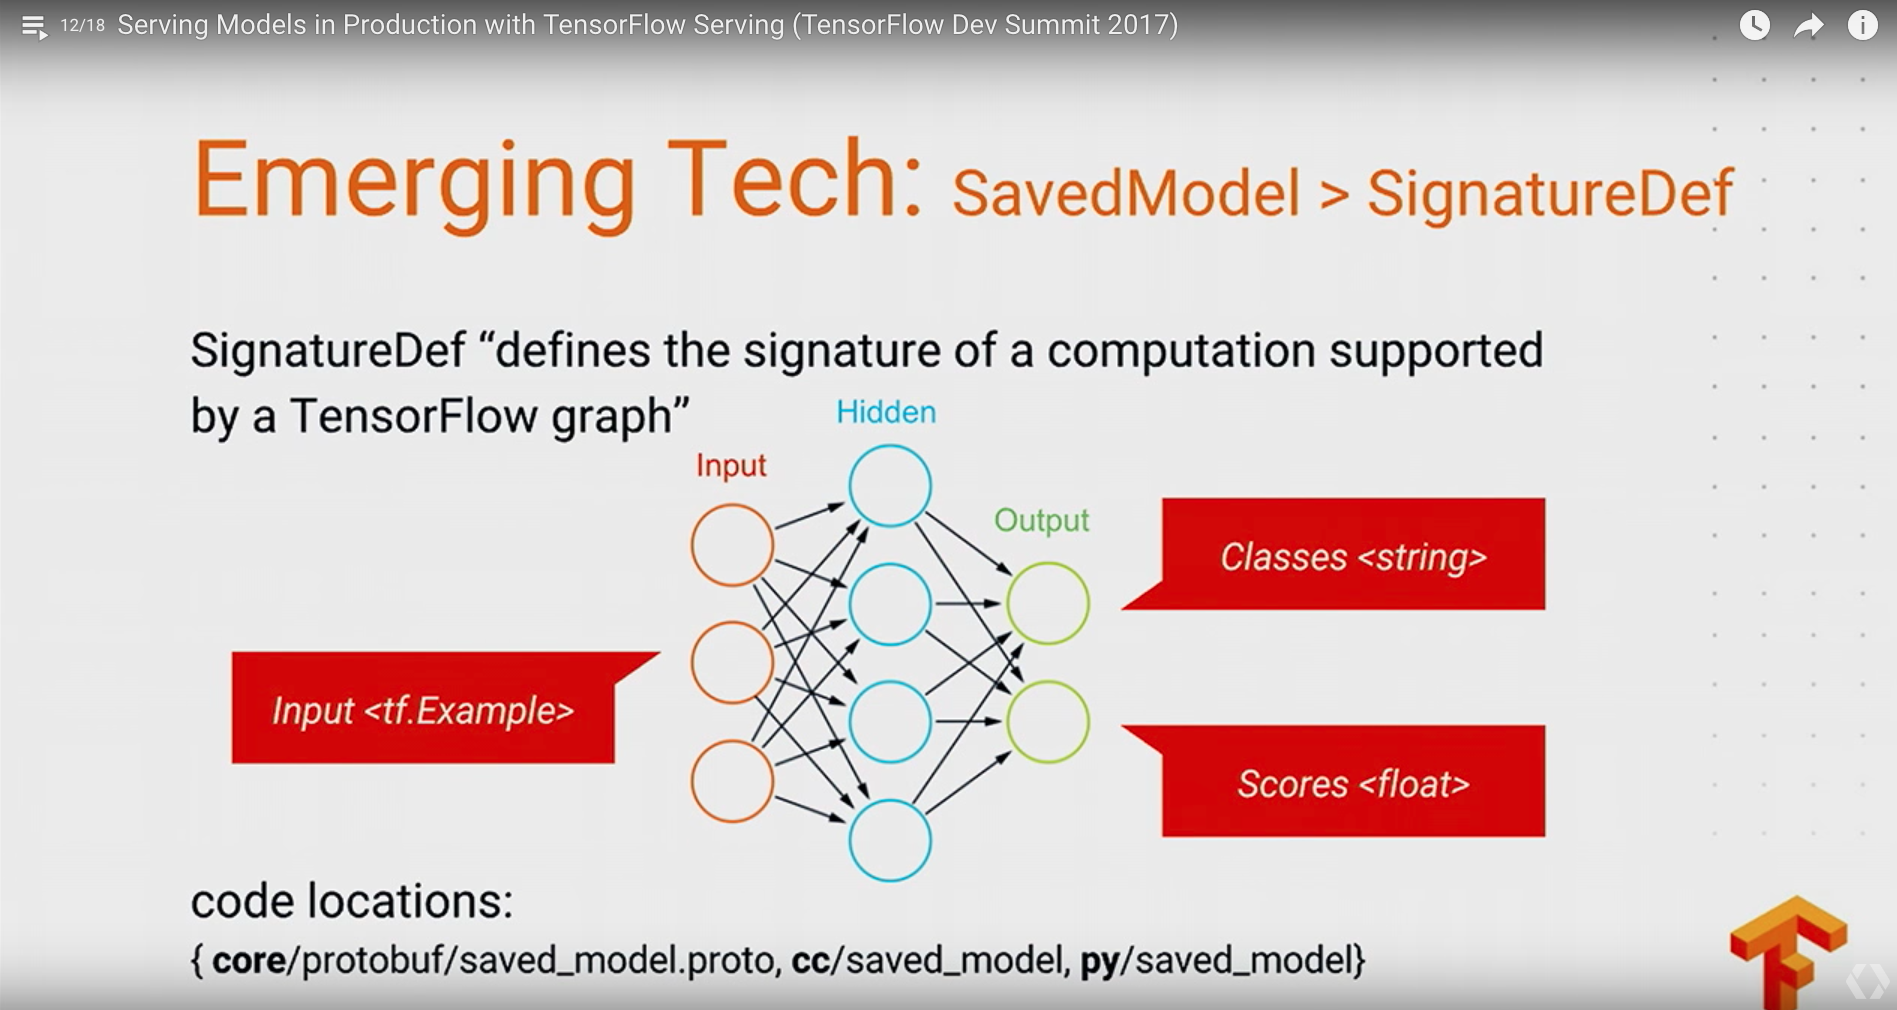 12/18 Serving Models in Production with TensorFlow Serving (TensorFlow Dev Summit 2017)
Emerging Tech: SavedModel > SignatureDef
SignatureDef “defines the signature of a computation supported
by a TensorFlow graph”
Hidden
Input
Output
Classes <string>
Input <tf.Example>
Scores <float>
code locations:
{ core/protobuf/saved_model.proto, cc/saved_model, py/saved_model}